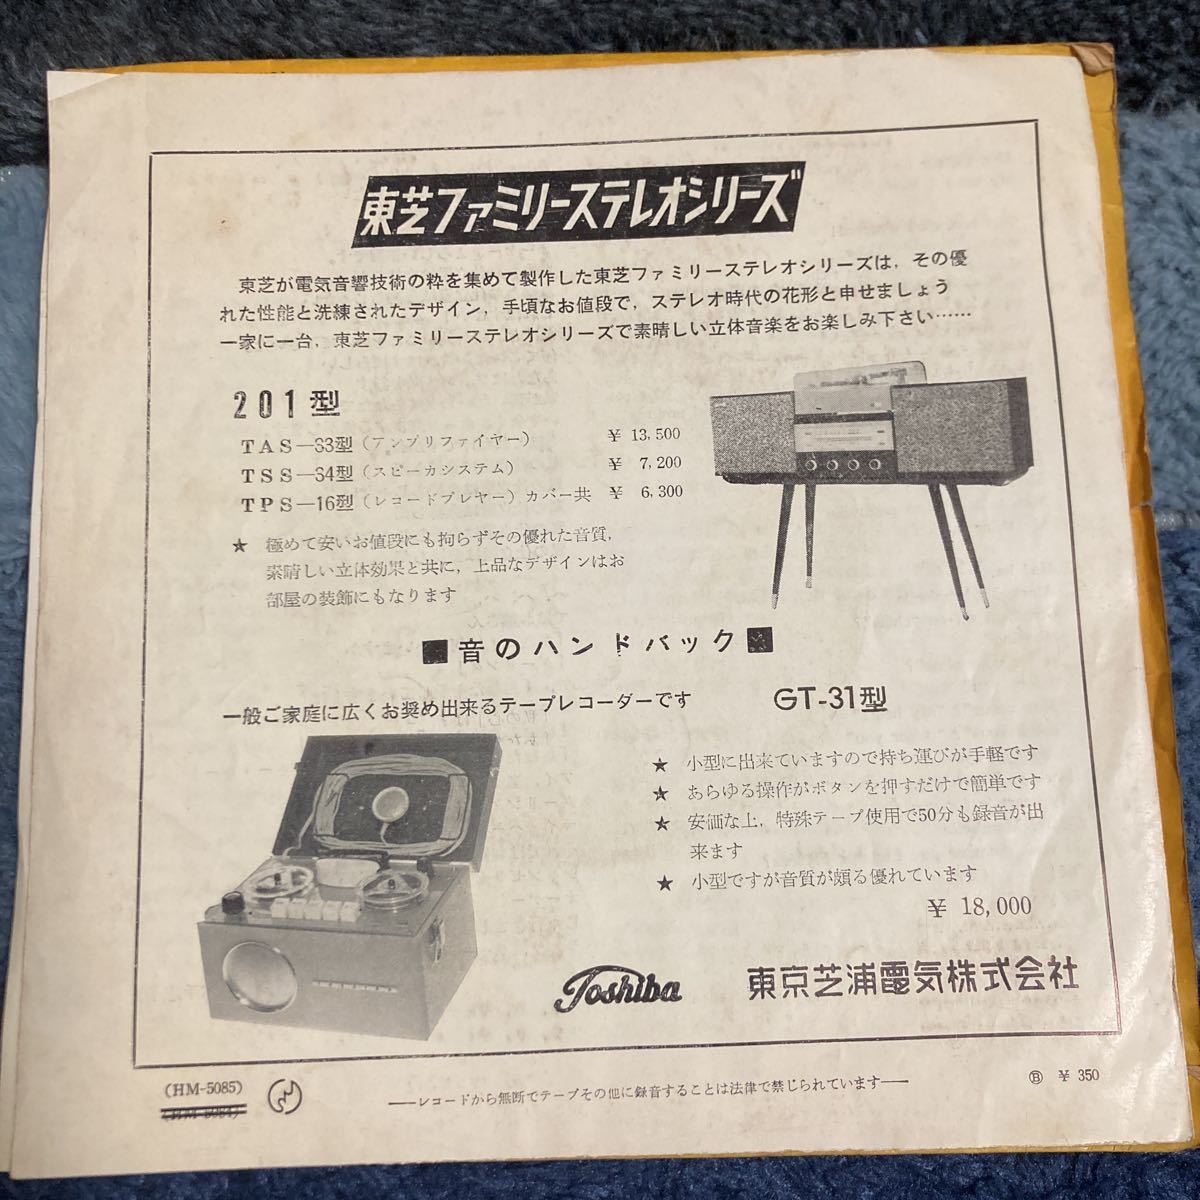 東芝ファミリーステレオシリーズ
東芝が電気音響技術の粋を集めて製作した東芝ファミリーステレオシリーズは，その優
れた性能と洗練されたデザイン，手頃なお値段で，ステレオ時代の花形と申せましょう
一家に一台，東芝ファミリーステレオシリーズで素晴しい立体音楽をお楽しみ下さい……
201型
TAS—33型（アンプリファイヤー） ¥ 13,500
TSS—34型（スピーカシステム） ¥ 7,200
TPS—16型（レコードプレヤー）カバー共 ¥ 6,300
★ 極めて安いお値段にも拘らずその優れた音質，
素晴しい立体効果と共に，上品なデザインはお
部屋の装飾にもなります
■音のハンドバック■
一般ご家庭に広くお奨め出来るテープレコーダーです GT-31型
★ 小型に出来ていますので持ち運びが手軽です
★ あらゆる操作がボタンを押すだけで簡単です
★ 安価な上，特殊テープ使用で50分も録音が出
来ます
★ 小型ですが音質が頗る優れています
¥ 18,000
Toshiba 東京芝浦電気株式会社
(HM-5085)
—レコードから無断でテープその他に録音することは法律で禁じられています—
Ⓑ ¥ 350